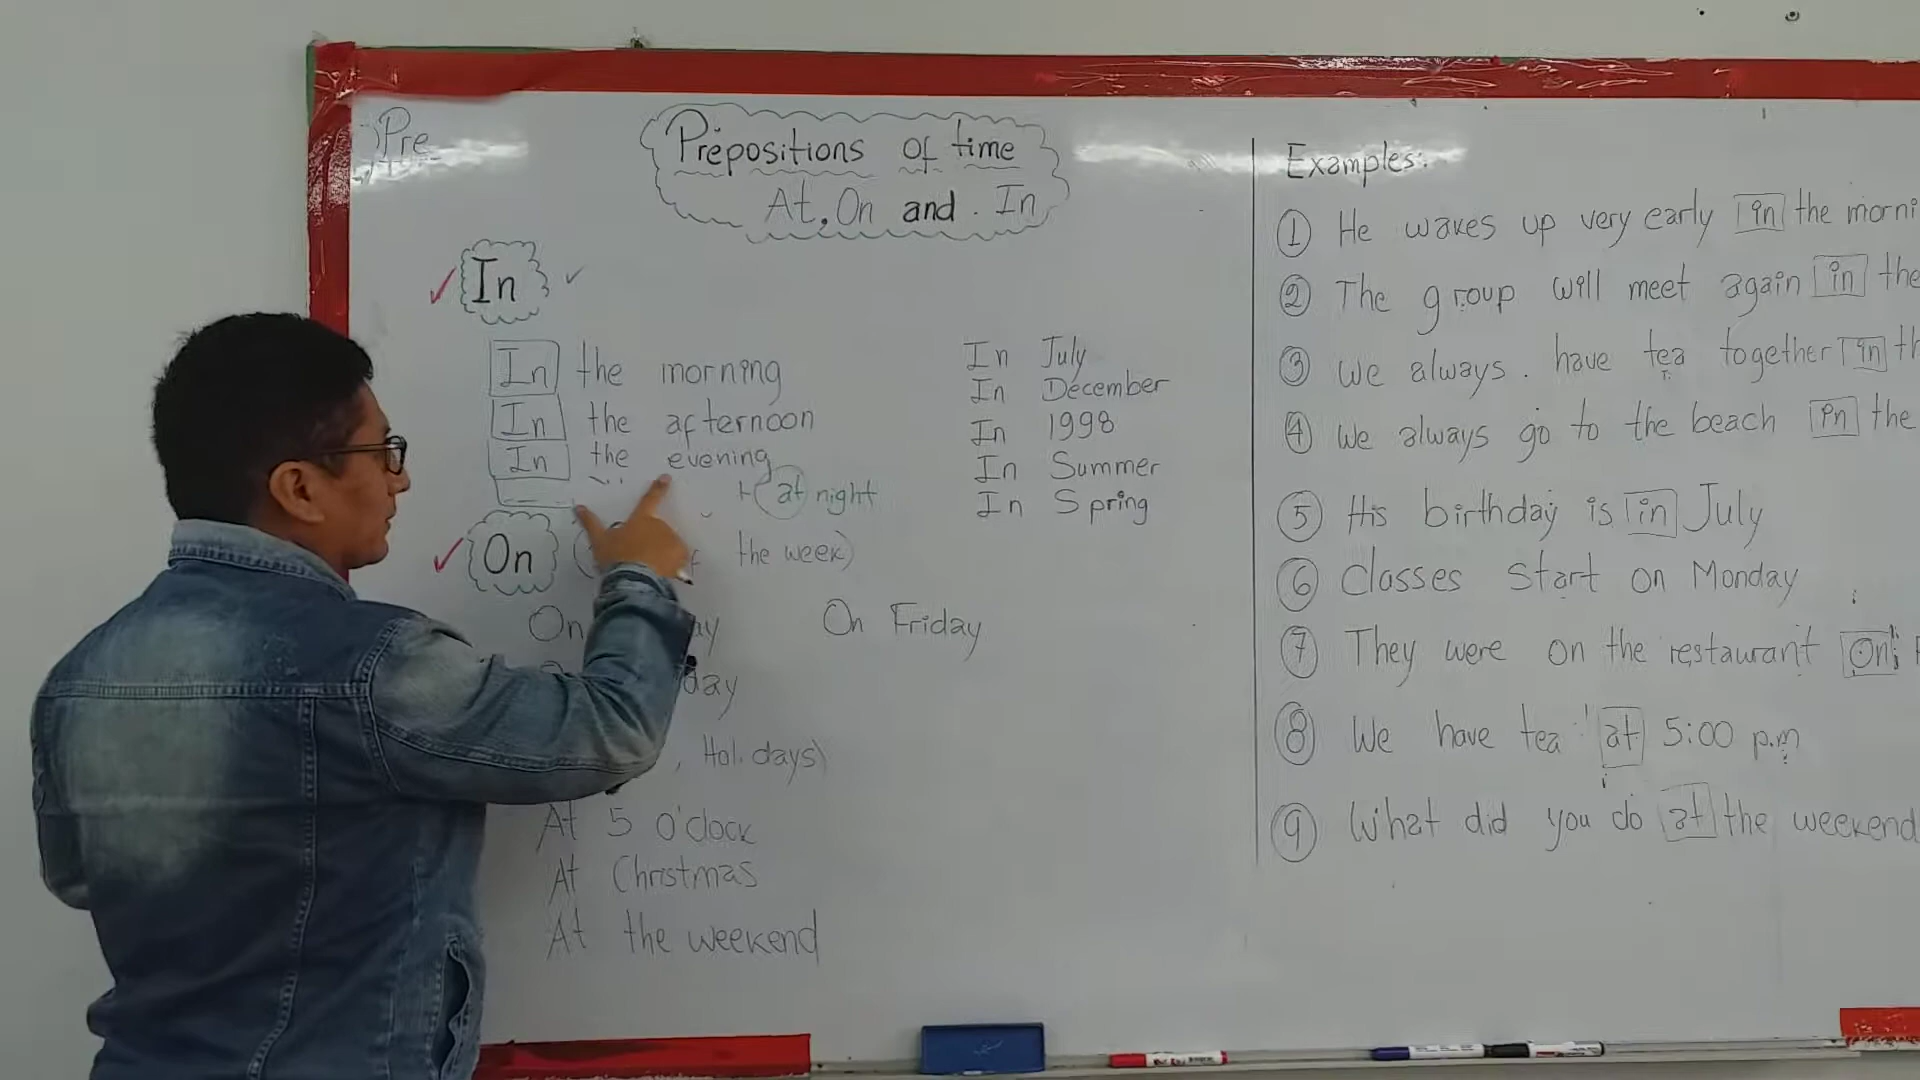 Pre
Prepositions of time
At, On and . In
In
In the morning
In the afternoon
In the evening
at night
In July
In December
In 1998
In Summer
In Spring
On
the week)
On
On Friday
day
, Holidays)
At 5 o'clock
At Christmas
At the weekend
Examples:
1 He wakes up very early in the morni
2 The group will meet again in the
3 We always . have tea together in th
4 We always go to the beach in the
5 His birthday is in July
6 Classes start on Monday
7 They were on the restaurant On
8 We have tea at 5:00 p.m
9 What did you do at the weekend